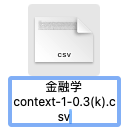 CSV
金融学
context-1-0.3(k).c
sv